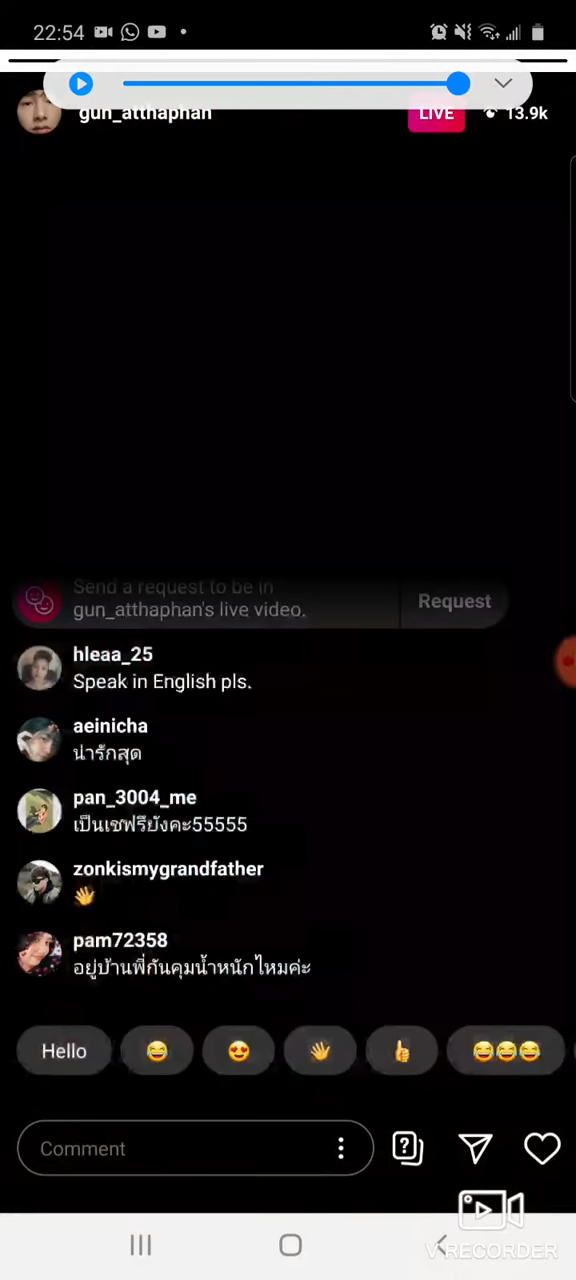 22:54
gun_atthaphan
LIVE
13.9k
Send a request to be in
gun_atthaphan's live video.
Request
hleaa_25
Speak in English pls.
aeinicha
น่ารักสุด
pan_3004_me
เป็นเชฟรึยังคะ55555
zonkismygrandfather
👋
pam72358
อยู่บ้านพี่กันคุมน้ำหนักไหมค่ะ
Hello 😂 😍 👋 👍 😂😂😂
Comment
V RECORDER